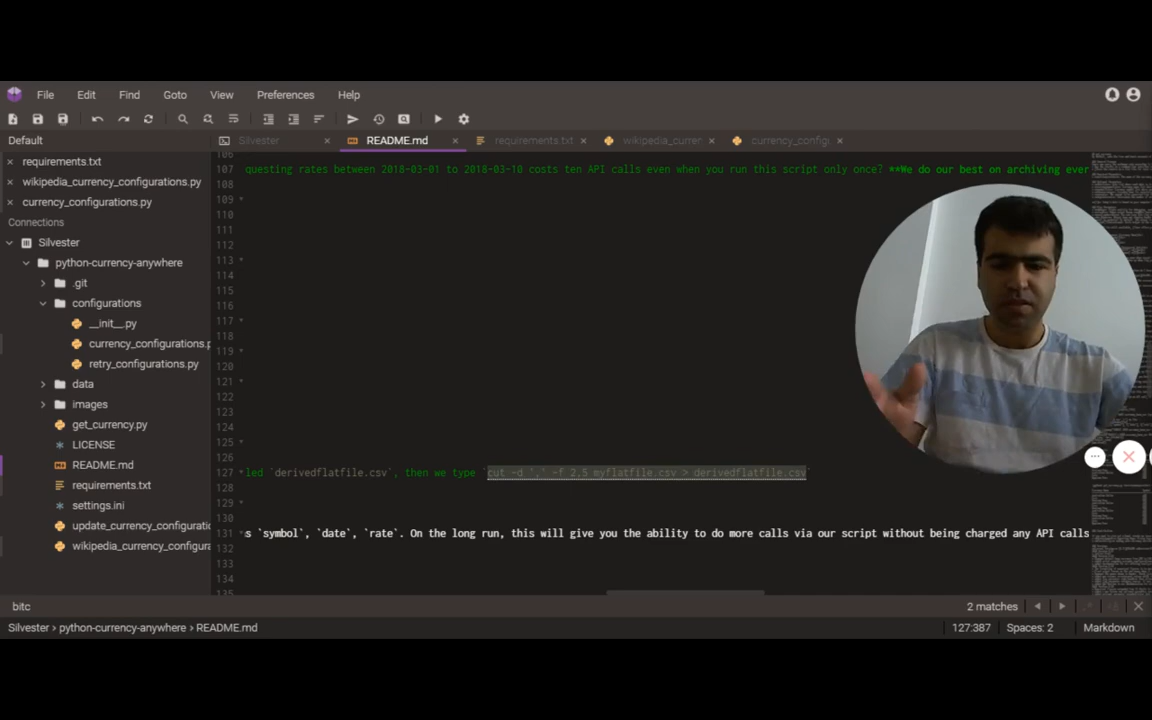 File Edit Find Goto View Preferences Help
Default
Silvester README.md requirements.txt wikipedia_curren currency_configu
requirements.txt
wikipedia_currency_configurations.py
currency_configurations.py
Connections
Silvester
python-currency-anywhere
.git
configurations
__init__.py
currency_configurations.p
retry_configurations.py
data
images
get_currency.py
LICENSE
README.md
requirements.txt
settings.ini
update_currency_configuratio
wikipedia_currency_configura
106
107 questing rates between 2018-03-01 to 2018-03-10 costs ten API calls even when you run this script only once? **We do our best on archiving ever
108
109
110
111
112
113
114
115
116
117
118
119
120
121
122
123
124
125
126
127 led `derivedflatfile.csv`, then we type `cut -d ',' -f 2,5 myflatfile.csv > derivedflatfile.csv`
128
129
130
131 s `symbol`, `date`, `rate`. On the long run, this will give you the ability to do more calls via our script without being charged any API calls
132
133
134
135
bitc 2 matches
Silvester › python-currency-anywhere › README.md 127:387 Spaces: 2 Markdown